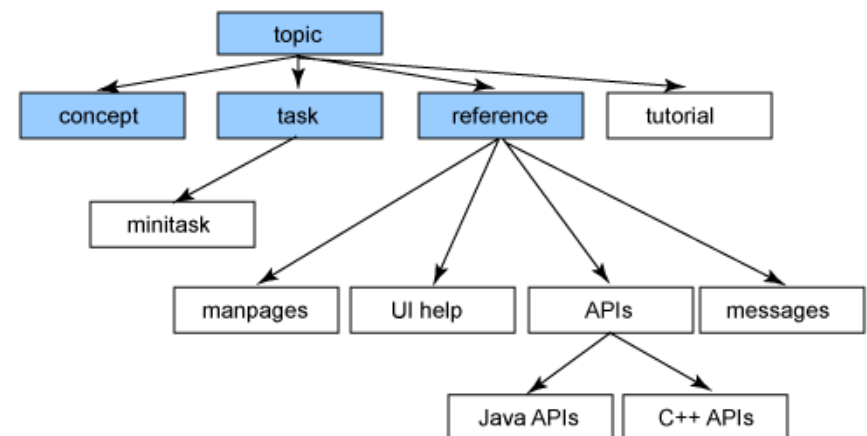 topic
concept
task
reference
tutorial
minitask
manpages
UI help
APIs
messages
Java APIs
C++ APIs